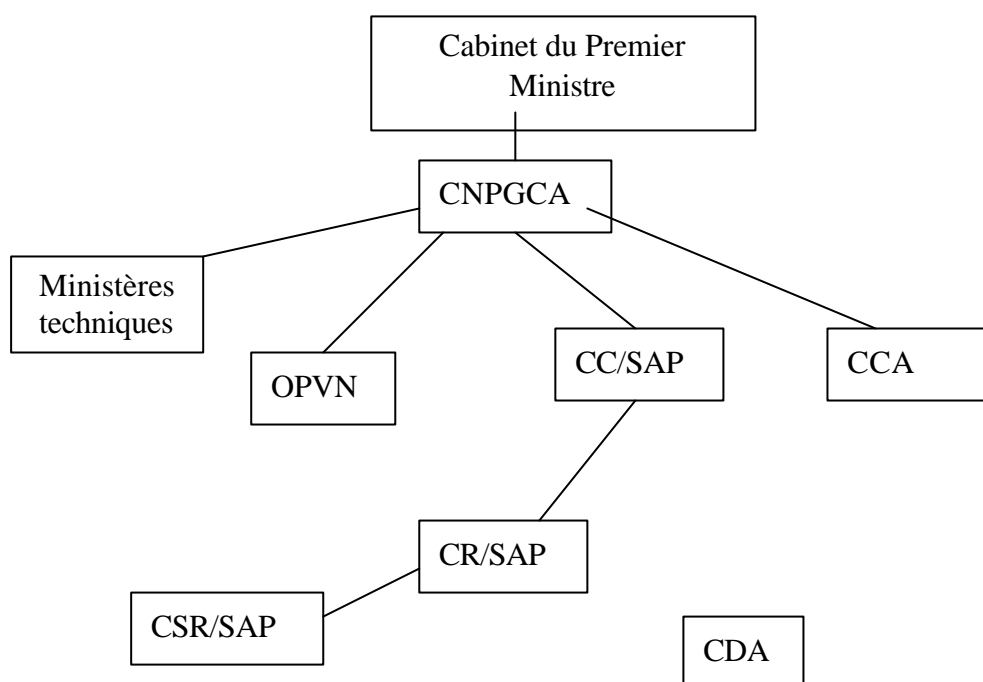 Cabinet du Premier
Ministre
CNPGCA
Ministères
techniques
OPVN
CC/SAP
CCA
CR/SAP
CSR/SAP
CDA